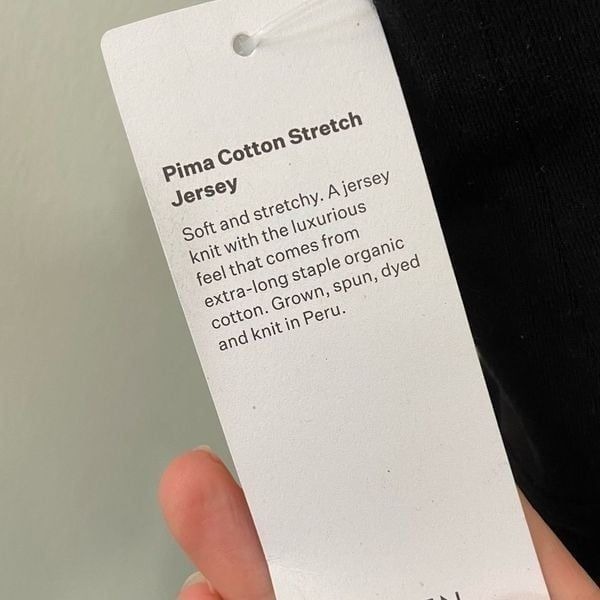 Pima Cotton Stretch
Jersey
Soft and stretchy. A jersey
knit with the luxurious
feel that comes from
extra-long staple organic
cotton. Grown, spun, dyed
and knit in Peru.